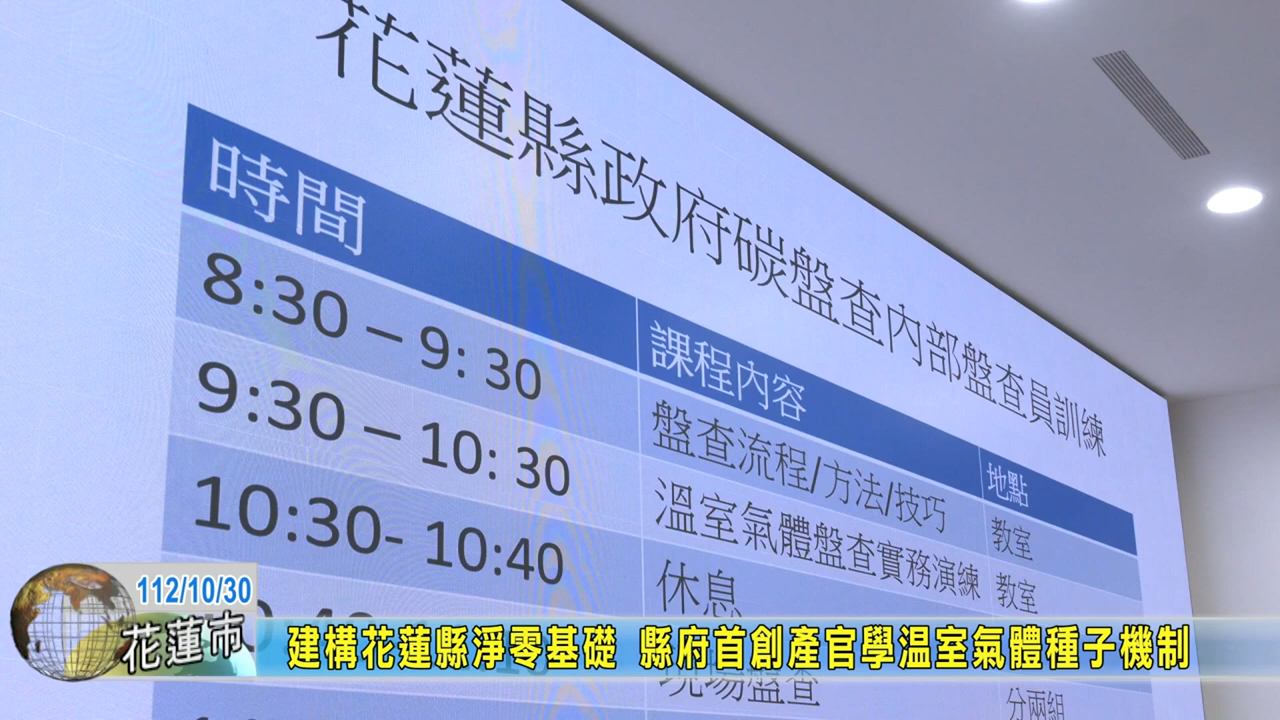 花蓮縣政府碳盤查內部盤查員訓練
時間 課程內容 地點
8:30 – 9: 30 盤查流程/方法/技巧 教室
9:30 – 10: 30 溫室氣體盤查實務演練 教室
10:30- 10:40 休息
現場盤查 分兩組
112/10/30
花蓮市
建構花蓮縣淨零基礎 縣府首創產官學溫室氣體種子機制